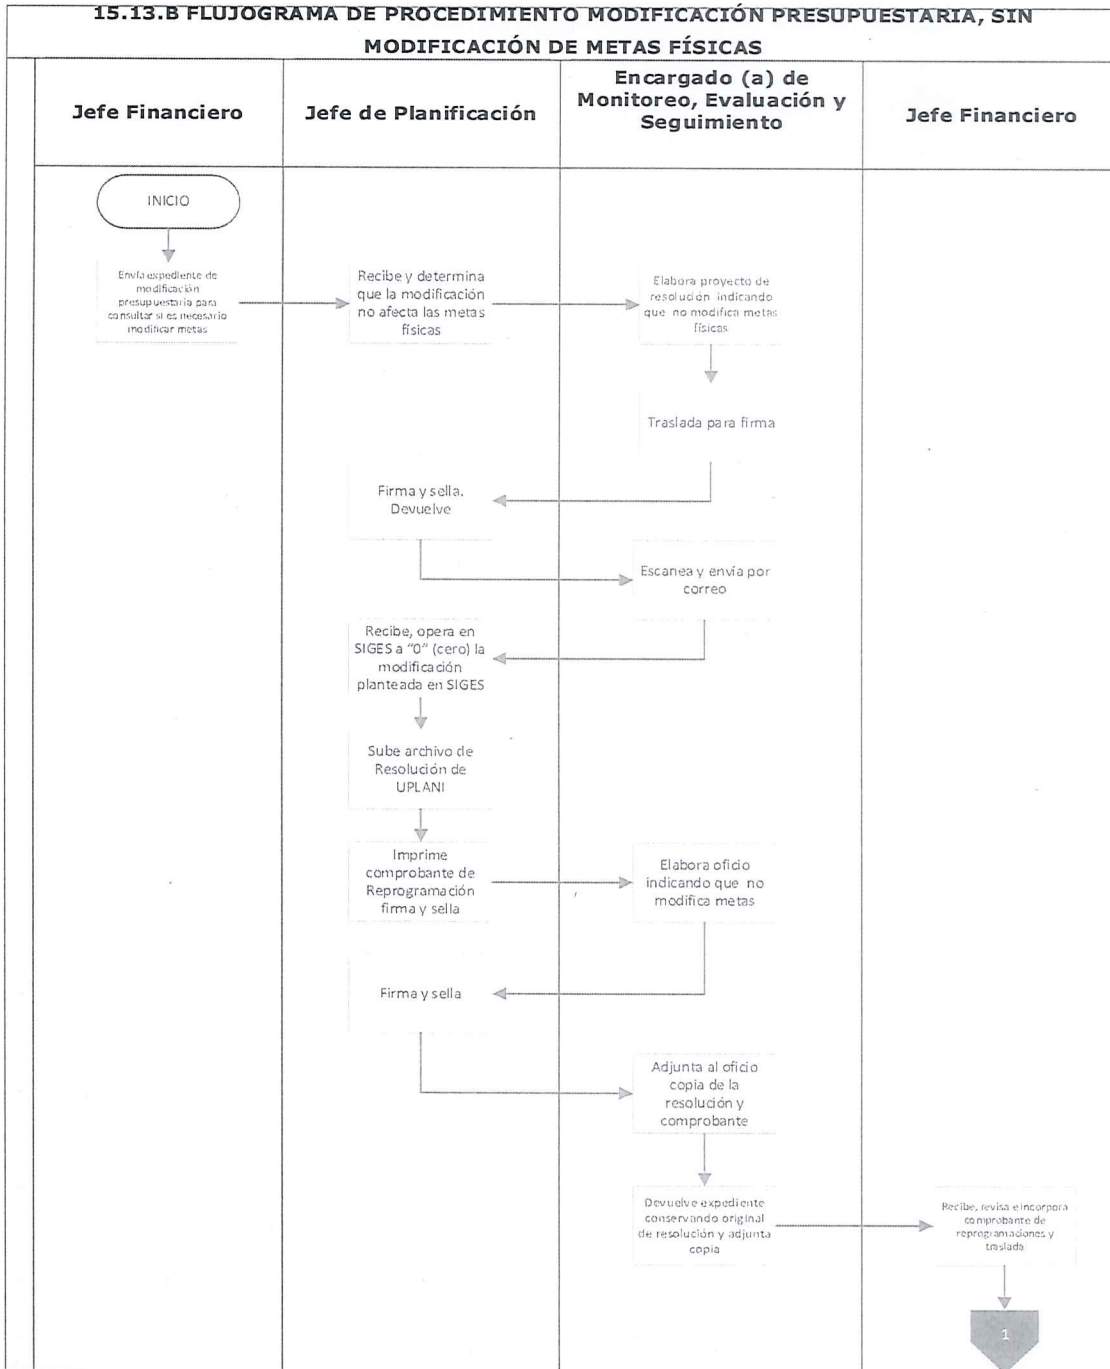 15.13.B FLUJOGRAMA DE PROCEDIMIENTO MODIFICACIÓN PRESUPUESTARIA, SIN
MODIFICACIÓN DE METAS FÍSICAS
Jefe Financiero
Jefe de Planificación
Encargado (a) de
Monitoreo, Evaluación y
Seguimiento
Jefe Financiero
INICIO
Envía expediente de
modificación
presupuestaria para
consultar si es necesario
modificar metas
Recibe y determina
que la modificación
no afecta las metas
físicas
Elabora proyecto de
resolución indicando
que no modifica metas
físicas
Traslada para firma
Firma y sella.
Devuelve
Escanea y envía por
correo
Recibe, opera en
SIGES a "0" (cero) la
modificación
planteada en SIGES
Sube archivo de
Resolución de
UPLANI
Imprime
comprobante de
Reprogramación
firma y sella
Elabora oficio
indicando que no
modifica metas
Firma y sella
Adjunta al oficio
copia de la
resolución y
comprobante
Devuelve expediente
conservando original
de resolución y adjunta
copia
Recibe, revisa e incorpora
comprobante de
reprogramaciones y
traslada
1